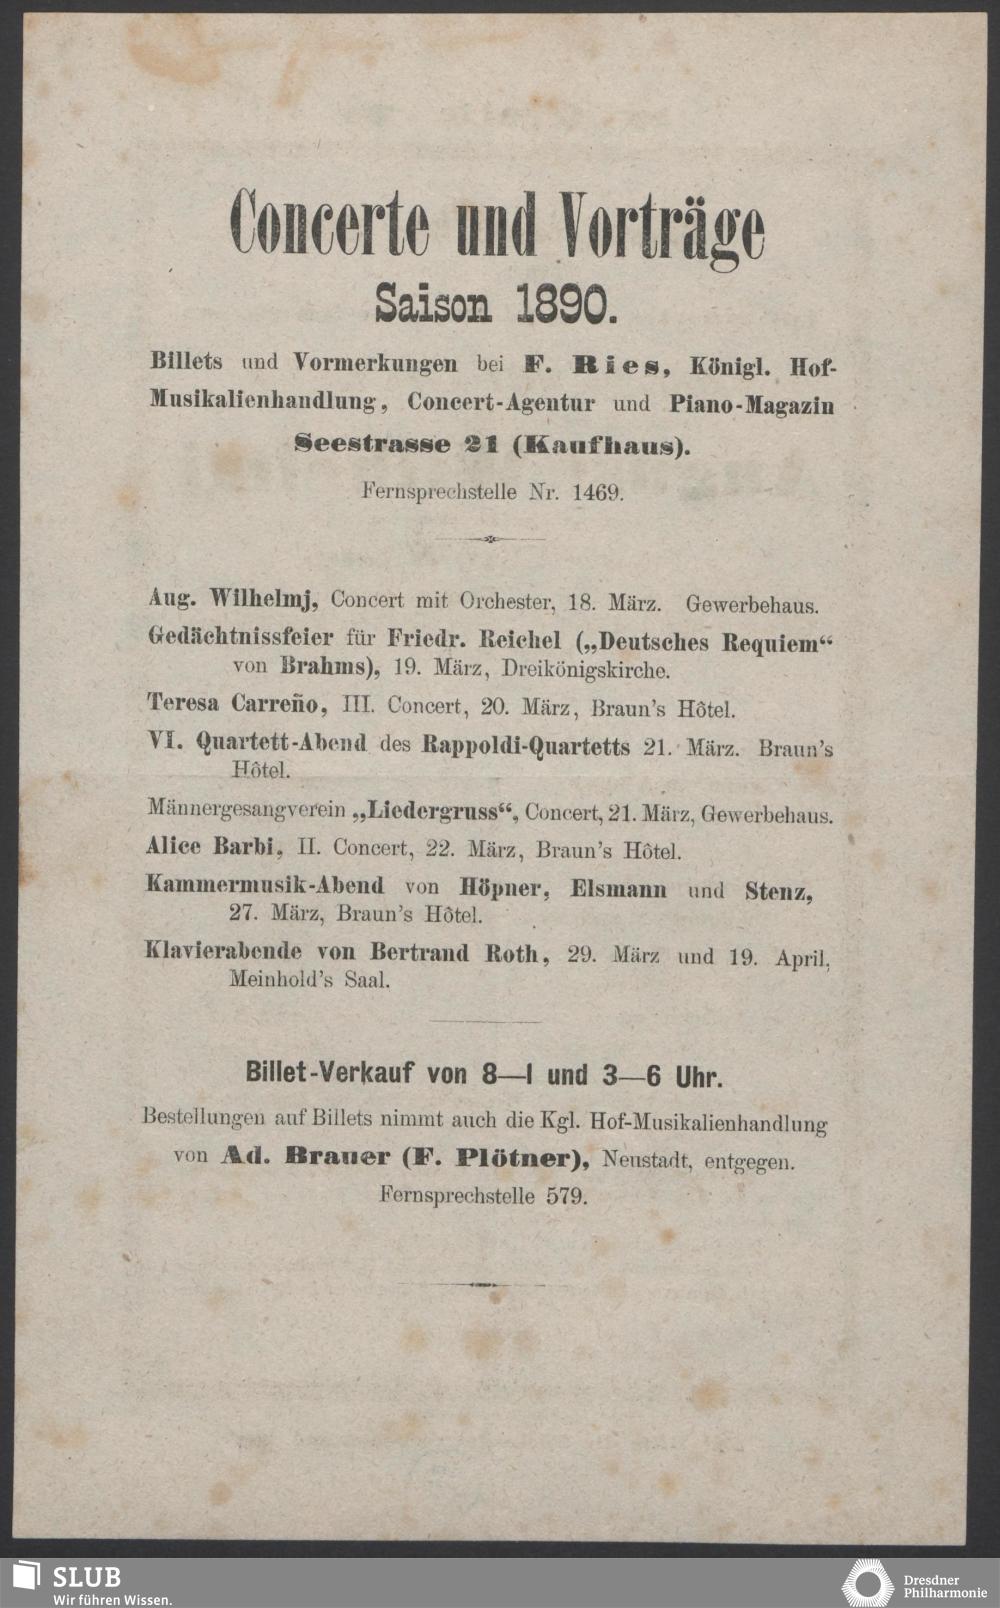 Concerte und Vorträge
Saison 1890.
Billets und Vormerkungen bei F. Ries, Königl. Hof-
Musikalienhandlung, Concert-Agentur und Piano-Magazin
Seestrasse 21 (Kaufhaus).
Fernsprechstelle Nr. 1469.
Aug. Wilhelmj, Concert mit Orchester, 18. März. Gewerbehaus.
Gedächtnissfeier für Friedr. Reichel („Deutsches Requiem“
von Brahms), 19. März, Dreikönigskirche.
Teresa Carreño, III. Concert, 20. März, Braun's Hôtel.
VI. Quartett-Abend des Rappoldi-Quartetts 21. März. Braun's
Hôtel.
Männergesangverein „Liedergruss“, Concert, 21. März, Gewerbehaus.
Alice Barbi, II. Concert, 22. März, Braun's Hôtel.
Kammermusik-Abend von Höpner, Elsmann und Stenz,
27. März, Braun's Hôtel.
Klavierabende von Bertrand Roth, 29. März und 19. April,
Meinhold's Saal.
Billet-Verkauf von 8—1 und 3—6 Uhr.
Bestellungen auf Billets nimmt auch die Kgl. Hof-Musikalienhandlung
von Ad. Brauer (F. Plötner), Neustadt, entgegen.
Fernsprechstelle 579.
SLUB
Wir führen Wissen.
Dresdner
Philharmonie